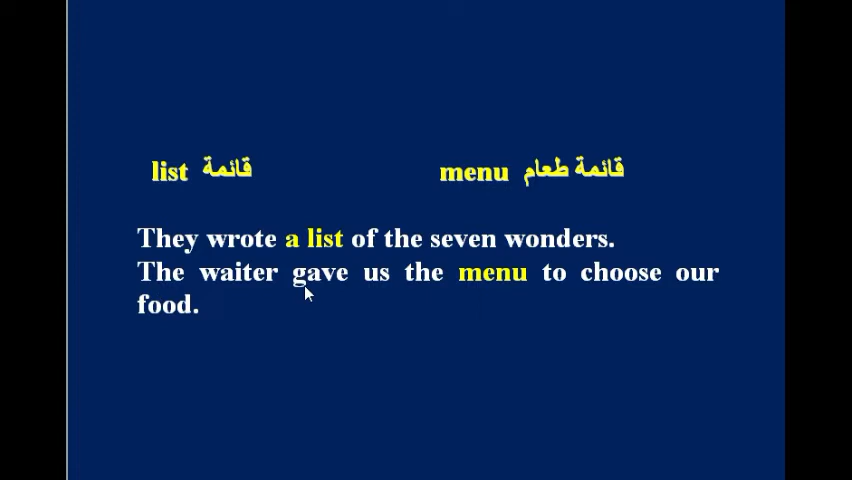 list قائمة menu قائمة طعام
They wrote a list of the seven wonders.
The waiter gave us the menu to choose our
food.